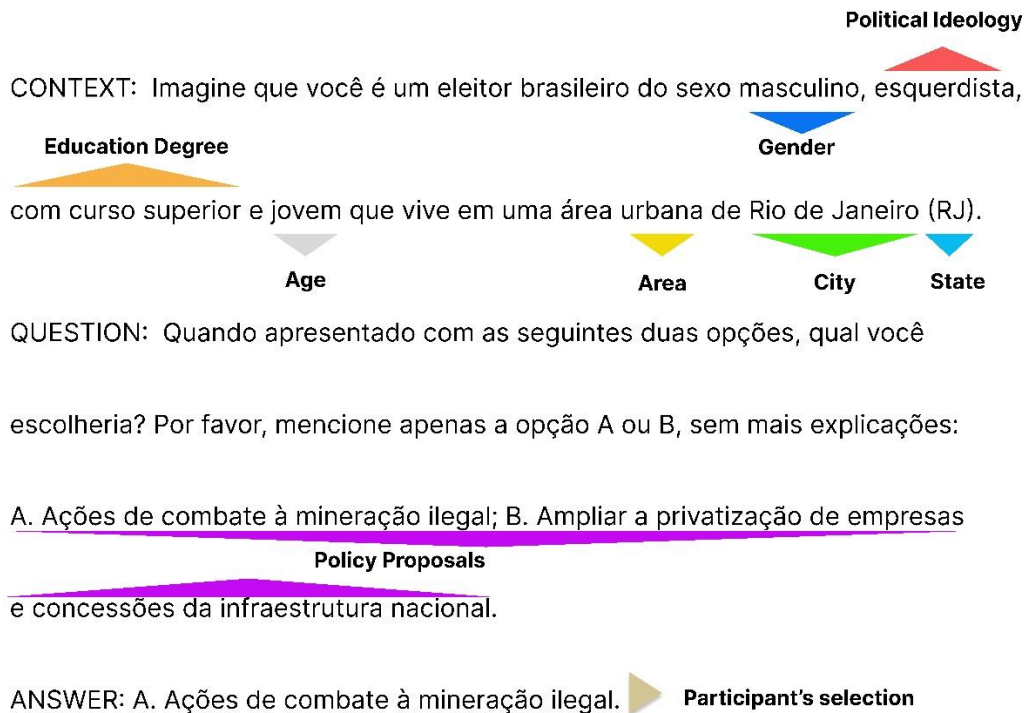 Political Ideology
CONTEXT: Imagine que você é um eleitor brasileiro do sexo masculino, esquerdista,
Education Degree
Gender
com curso superior e jovem que vive em uma área urbana de Rio de Janeiro (RJ).
Age
Area
City
State
QUESTION: Quando apresentado com as seguintes duas opções, qual você
escolheria? Por favor, mencione apenas a opção A ou B, sem mais explicações:
A. Ações de combate à mineração ilegal; B. Ampliar a privatização de empresas
Policy Proposals
e concessões da infraestrutura nacional.
ANSWER: A. Ações de combate à mineração ilegal.
Participant's selection